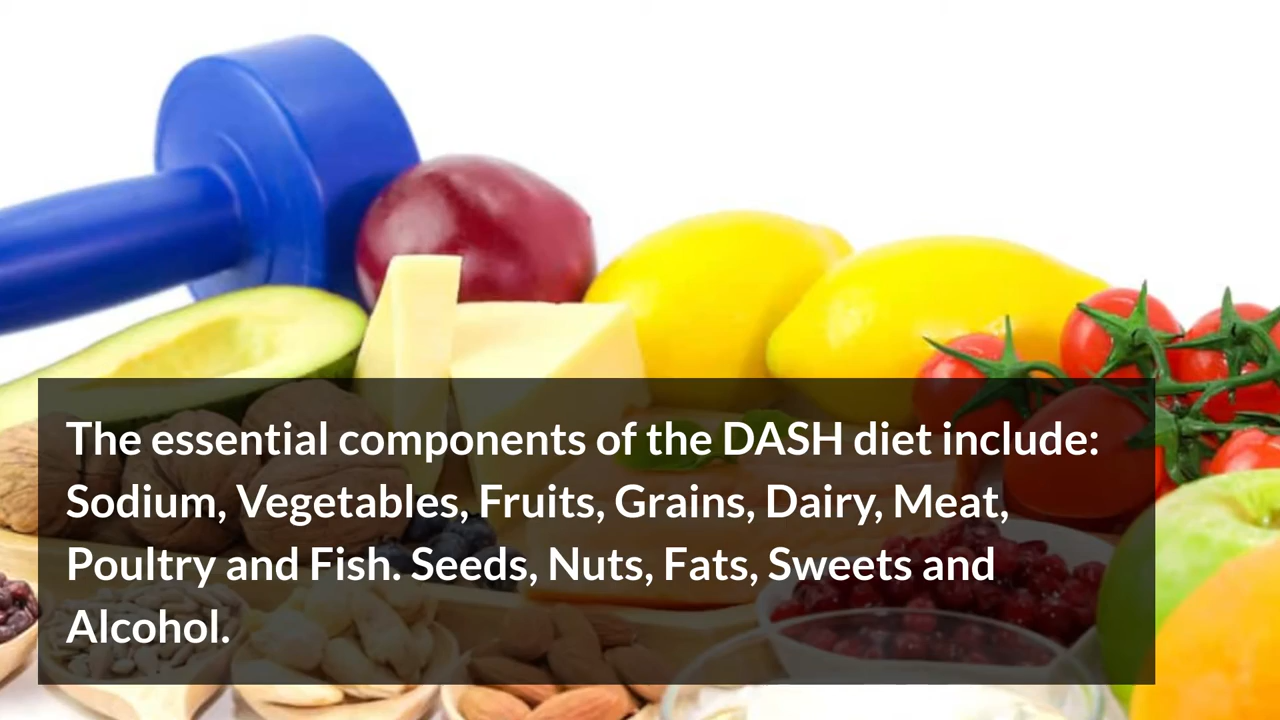 The essential components of the DASH diet include:
Sodium, Vegetables, Fruits, Grains, Dairy, Meat,
Poultry and Fish. Seeds, Nuts, Fats, Sweets and
Alcohol.